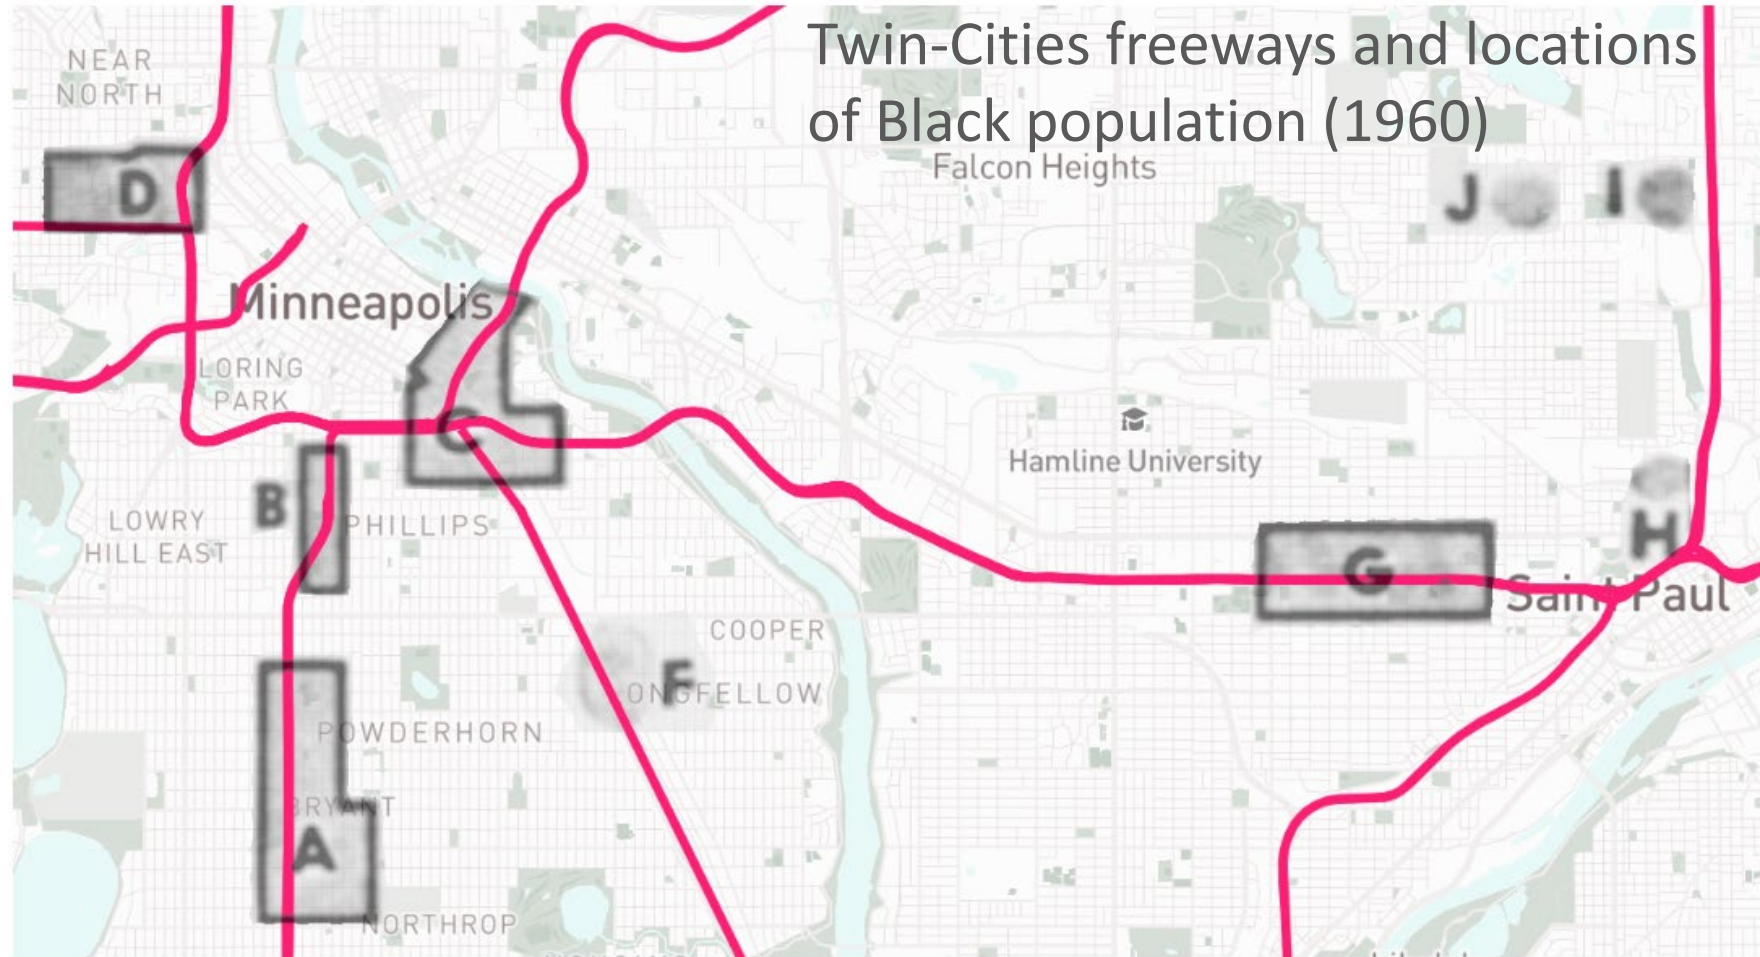 Twin-Cities freeways and locations
of Black population (1960)
NEAR
NORTH
Falcon Heights
D
J
I
Minneapolis
LORING
PARK
C
Hamline University
B
LOWRY
HILL EAST
PHILLIPS
H
G
Saint Paul
COOPER
F
ONGFELLOW
POWDERHORN
BRYANT
A
NORTHROP